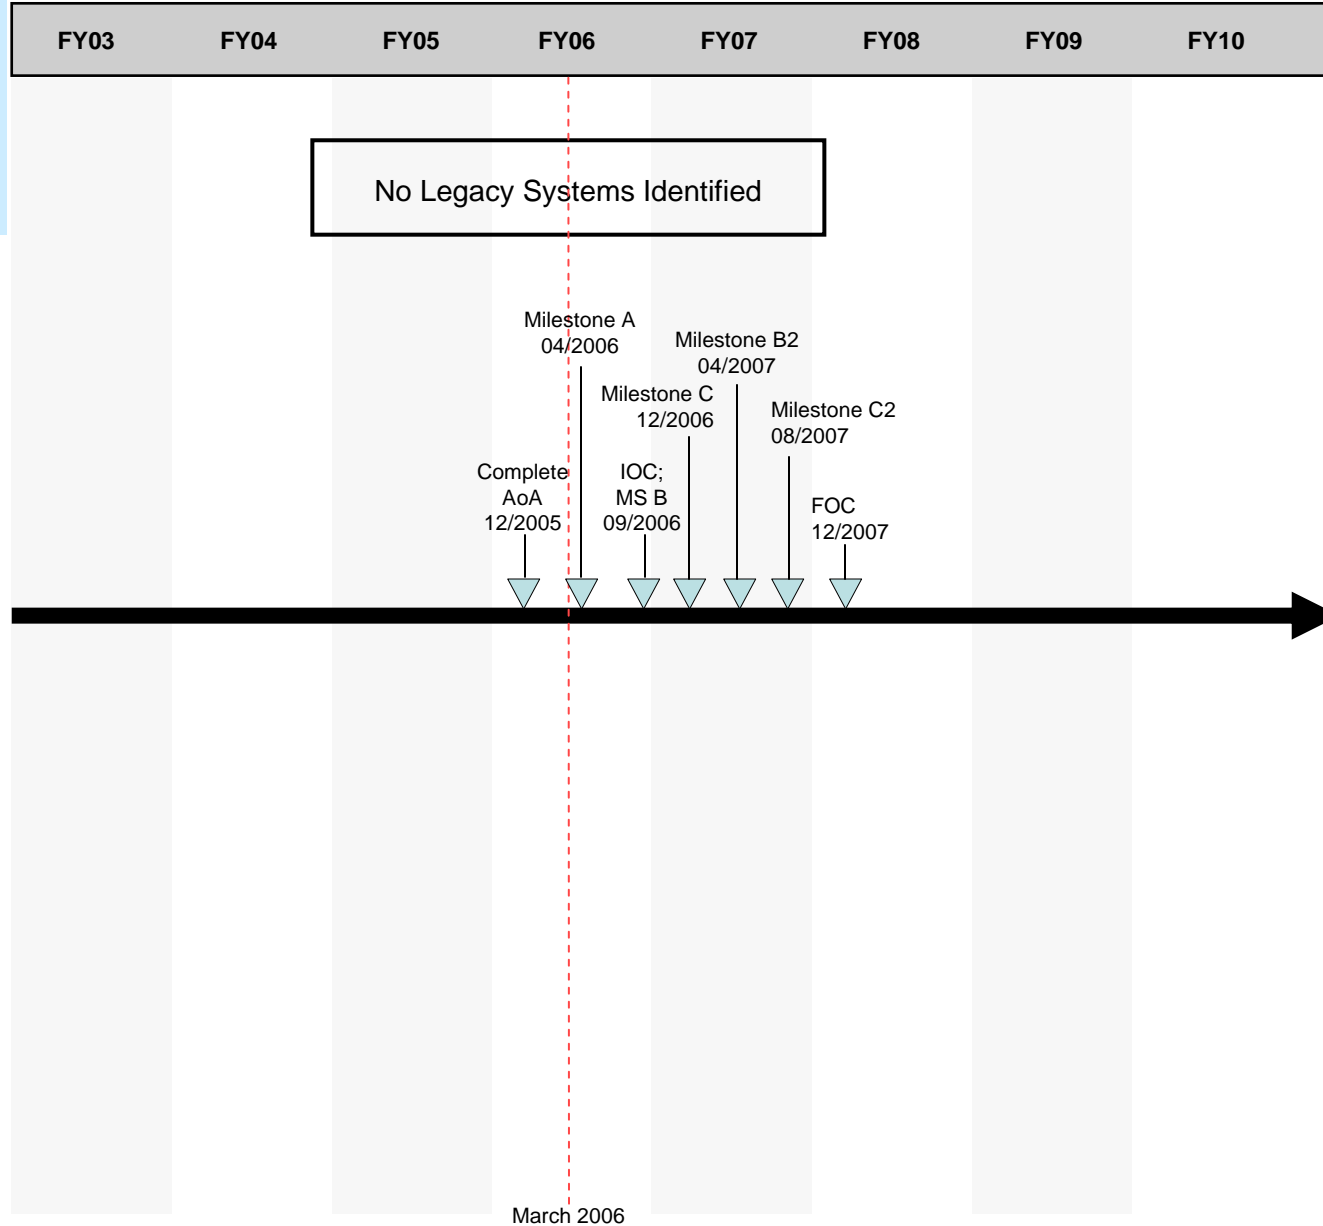 FY03 FY04 FY05 FY06 FY07 FY08 FY09 FY10
No Legacy Systems Identified
Milestone A
04/2006
Milestone B2
04/2007
Milestone C
12/2006
Milestone C2
08/2007
Complete
AoA
12/2005
IOC;
MS B
09/2006
FOC
12/2007
March 2006